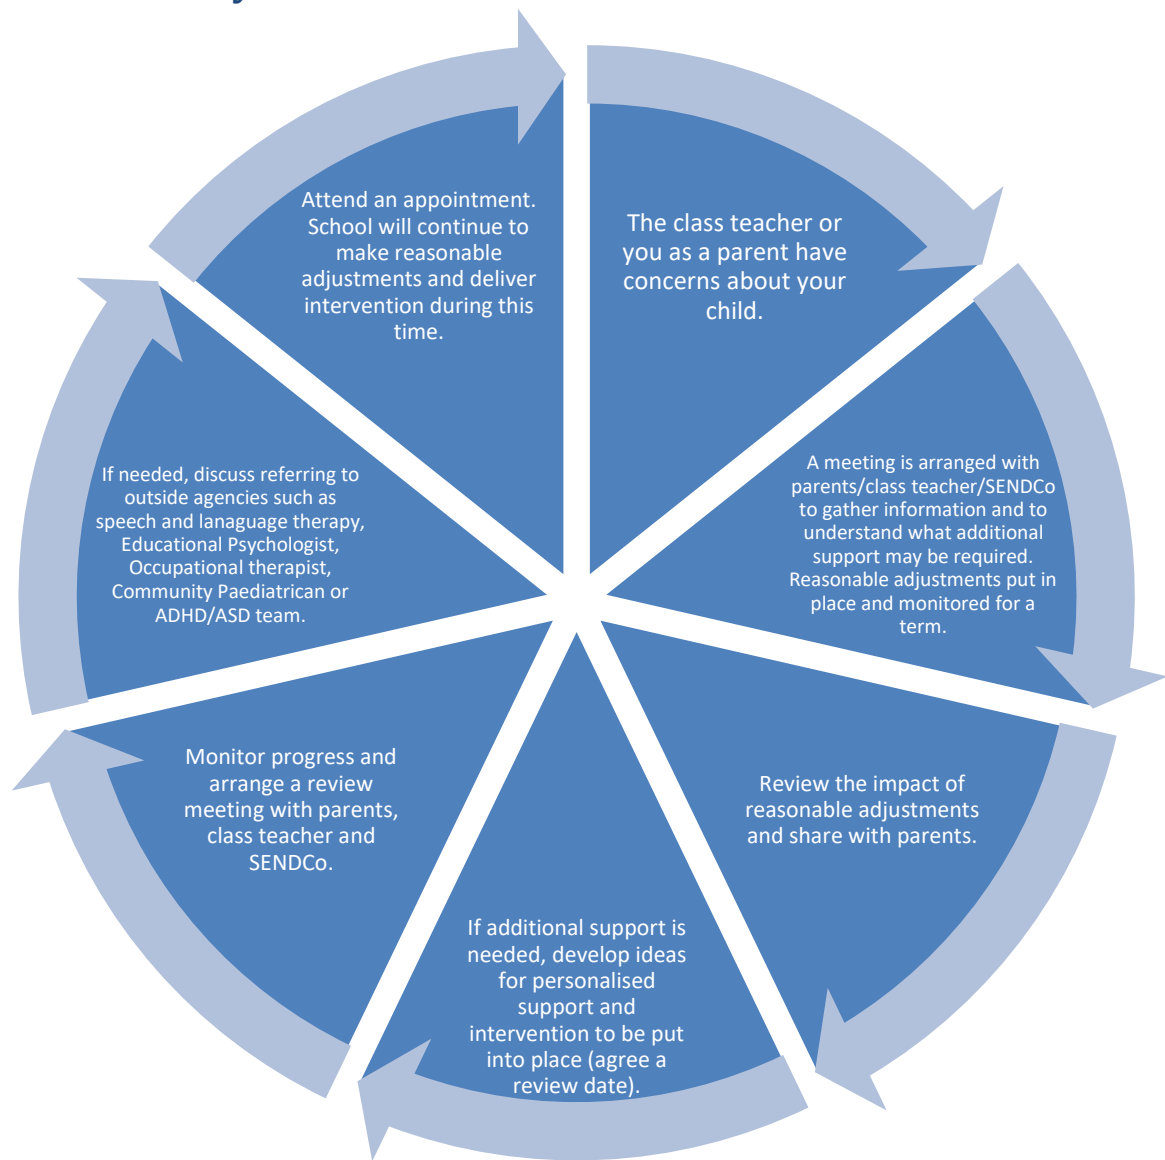 The class teacher or
you as a parent have
concerns about your
child.
A meeting is arranged with
parents/class teacher/SENDCo
to gather information and to
understand what additional
support may be required.
Reasonable adjustments put in
place and monitored for a
term.
Review the impact of
reasonable adjustments
and share with parents.
If additional support is
needed, develop ideas
for personalised
support and
intervention to be put
into place (agree a
review date).
Monitor progress and
arrange a review
meeting with parents,
class teacher and
SENDCo.
If needed, discuss referring to
outside agencies such as
speech and lanaguage therapy,
Educational Psychologist,
Occupational therapist,
Community Paediatrican or
ADHD/ASD team.
Attend an appointment.
School will continue to
make reasonable
adjustments and deliver
intervention during this
time.